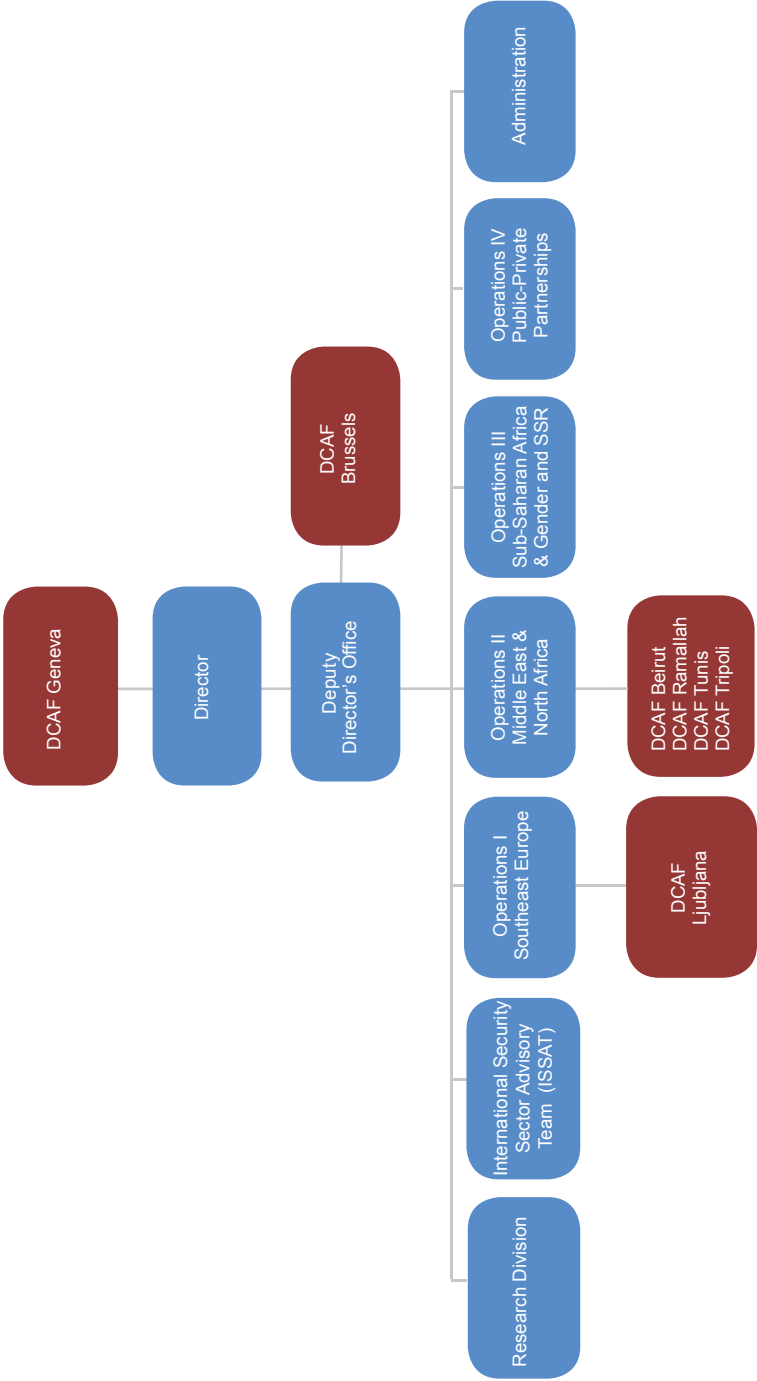 DCAF Geneva
Director
Deputy
Director's Office
DCAF
Brussels
Research Division
International Security
Sector Advisory
Team (ISSAT)
Operations I
Southeast Europe
Operations II
Middle East &
North Africa
Operations III
Sub-Saharan Africa
& Gender and SSR
Operations IV
Public-Private
Partnerships
Administration
DCAF
Ljubljana
DCAF Beirut
DCAF Ramallah
DCAF Tunis
DCAF Tripoli